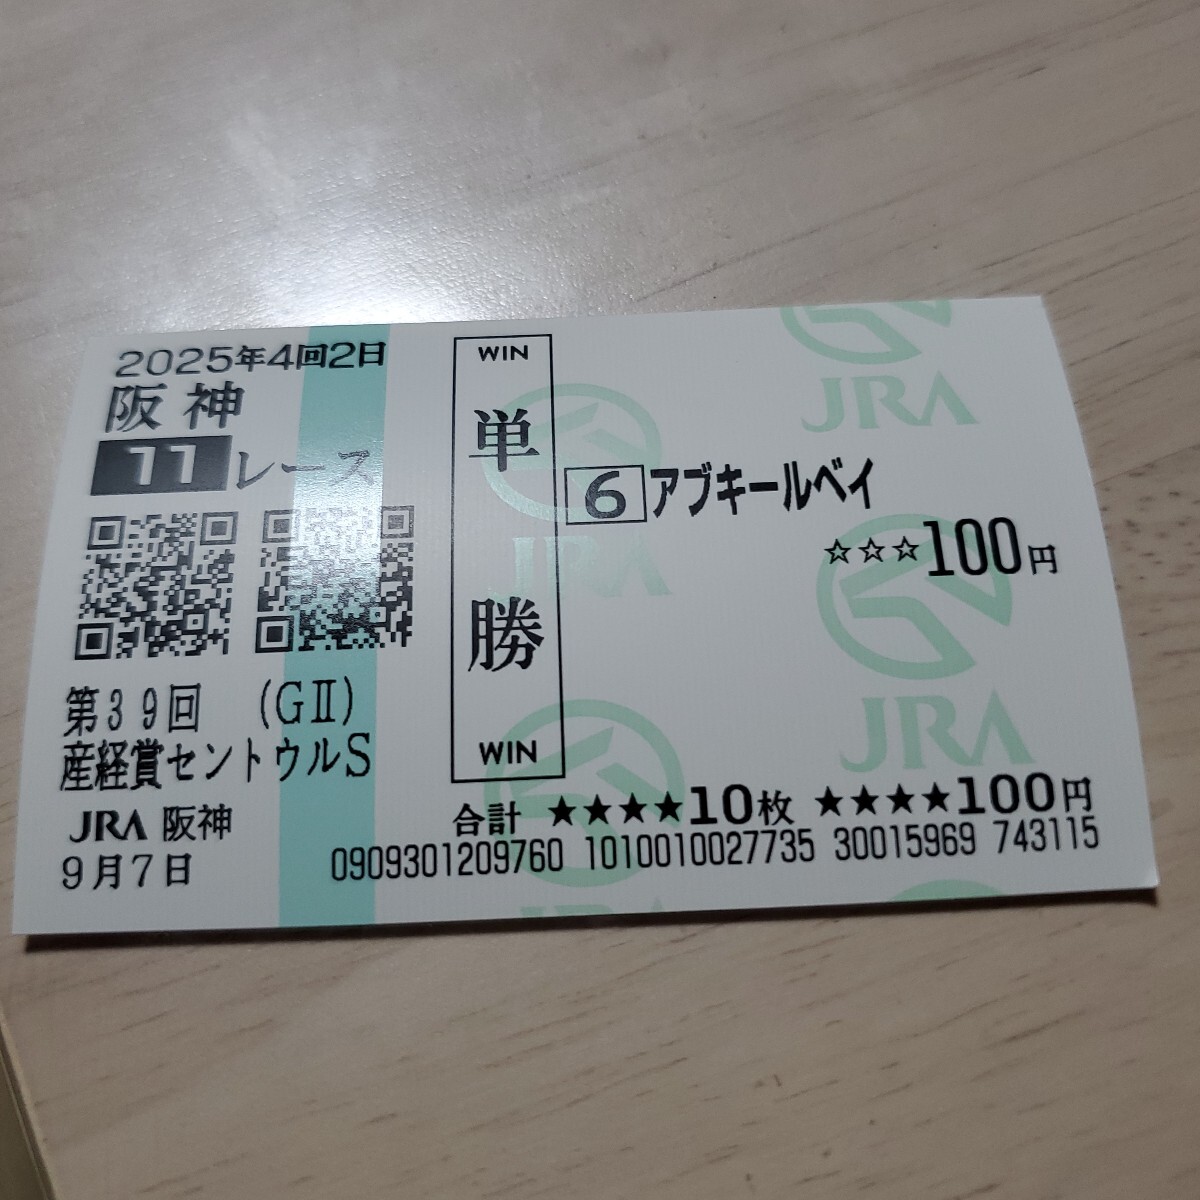 2025年4回2日
阪神
11レース
第39回 (GⅡ)
産経賞セントウルS
JRA 阪神
9月7日
WIN
単勝
WIN
6 アブキールベイ
☆☆☆100円
合計 ★★★★10枚 ★★★★100円
0909301209760 1010010027735 30015969 743115
JRA
JRA
JRA